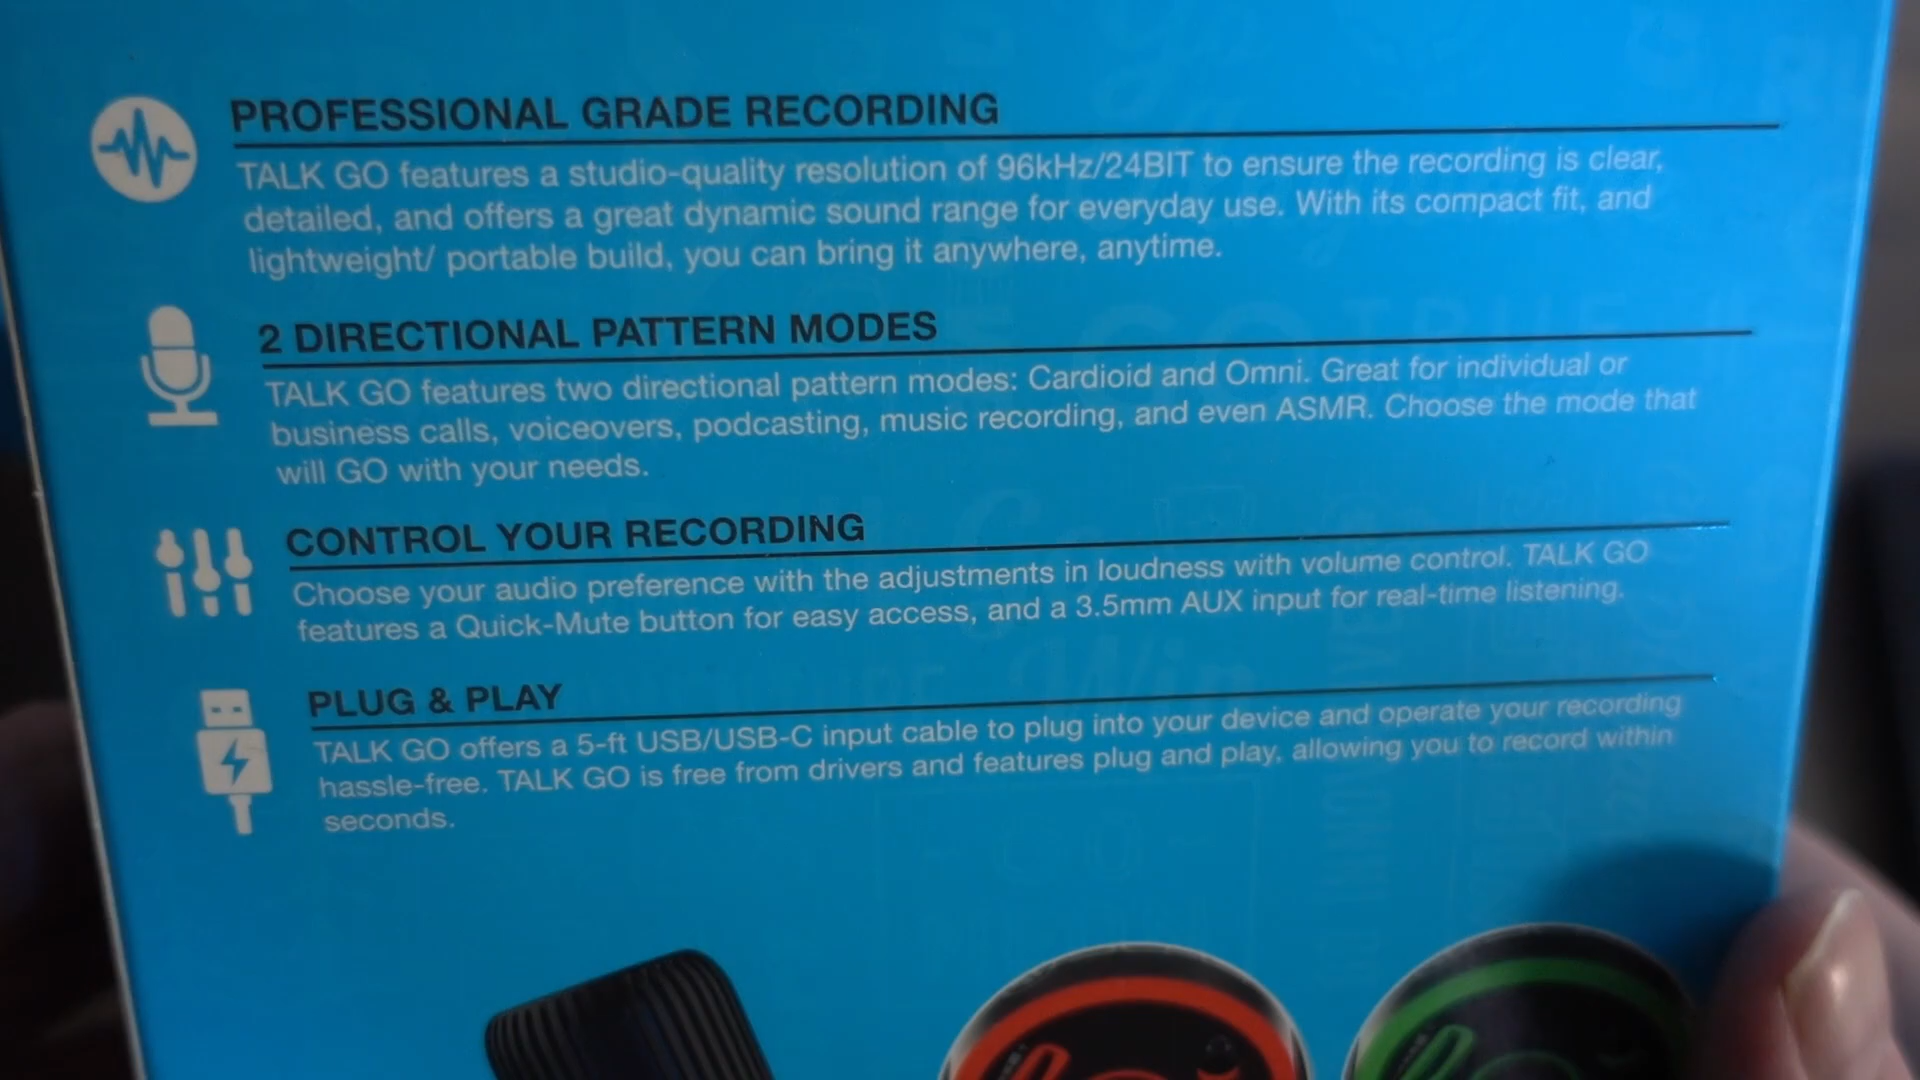 PROFESSIONAL GRADE RECORDING
TALK GO features a studio-quality resolution of 96kHz/24BIT to ensure the recording is clear,
detailed, and offers a great dynamic sound range for everyday use. With its compact fit, and
lightweight/ portable build, you can bring it anywhere, anytime.
2 DIRECTIONAL PATTERN MODES
TALK GO features two directional pattern modes: Cardioid and Omni. Great for individual or
business calls, voiceovers, podcasting, music recording, and even ASMR. Choose the mode that
will GO with your needs.
CONTROL YOUR RECORDING
Choose your audio preference with the adjustments in loudness with volume control. TALK GO
features a Quick-Mute button for easy access, and a 3.5mm AUX input for real-time listening.
PLUG & PLAY
TALK GO offers a 5-ft USB/USB-C input cable to plug into your device and operate your recording
hassle-free. TALK GO is free from drivers and features plug and play, allowing you to record within
seconds.